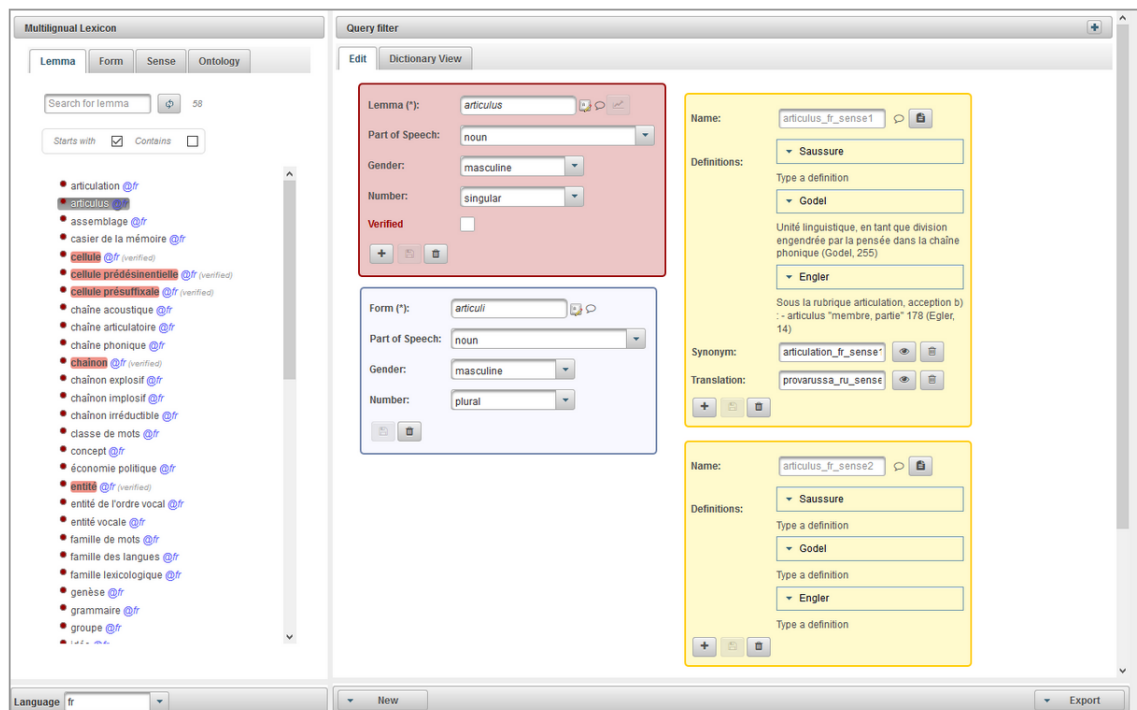 Multilignual Lexicon
Lemma Form Sense Ontology
Search for lemma 58
Starts with Contains
articulation @fr
articulus @fr
assemblage @fr
casier de la mémoire @fr
cellule @fr (verified)
cellule prédésinentielle @fr (verified)
cellule présuffixale @fr (verified)
chaîne acoustique @fr
chaîne articulatoire @fr
chaîne phonique @fr
chaînon @fr (verified)
chaînon explosif @fr
chaînon implosif @fr
chaînon irréductible @fr
classe de mots @fr
concept @fr
économie politique @fr
entité @fr (verified)
entité de l'ordre vocal @fr
entité vocale @fr
famille de mots @fr
famille des langues @fr
famille lexicologique @fr
genèse @fr
grammaire @fr
groupe @fr
Language fr
Query filter
Edit Dictionary View
Lemma (*): articulus
Part of Speech: noun
Gender: masculine
Number: singular
Verified
Form (*): articuli
Part of Speech: noun
Gender: masculine
Number: plural
Name: articulus_fr_sense1
Definitions: Saussure
Type a definition
Godel
Unité linguistique, en tant que division
engendrée par la pensée dans la chaîne
phonique (Godel, 255)
Engler
Sous la rubrique articulation, acception b)
: - articulus "membre, partie" 178 (Egler,
14)
Synonym: articulation_fr_sense1
Translation: provarussa_ru_sense
Name: articulus_fr_sense2
Definitions: Saussure
Type a definition
Godel
Type a definition
Engler
Type a definition
New
Export